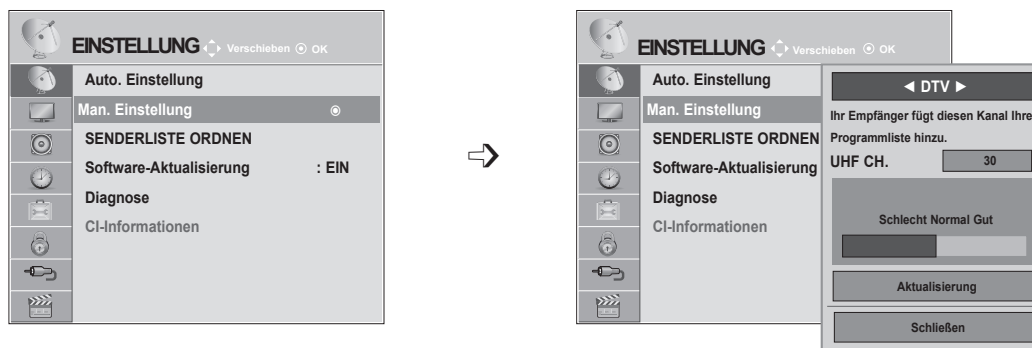 EINSTELLUNG Verschieben OK
Auto. Einstellung
Man. Einstellung
SENDERLISTE ORDNEN
Software-Aktualisierung : EIN
Diagnose
CI-Informationen
EINSTELLUNG Verschieben OK
Auto. Einstellung
Man. Einstellung
SENDERLISTE ORDNEN
Software-Aktualisierung
Diagnose
CI-Informationen
◄ DTV ►
Ihr Empfänger fügt diesen Kanal Ihre
Programmliste hinzu.
UHF CH. 30
Schlecht Normal Gut
Aktualisierung
Schließen